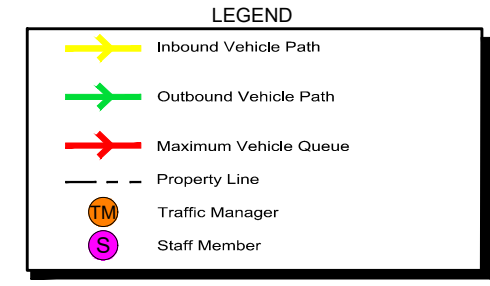 LEGEND
Inbound Vehicle Path
Outbound Vehicle Path
Maximum Vehicle Queue
Property Line
TM Traffic Manager
S Staff Member